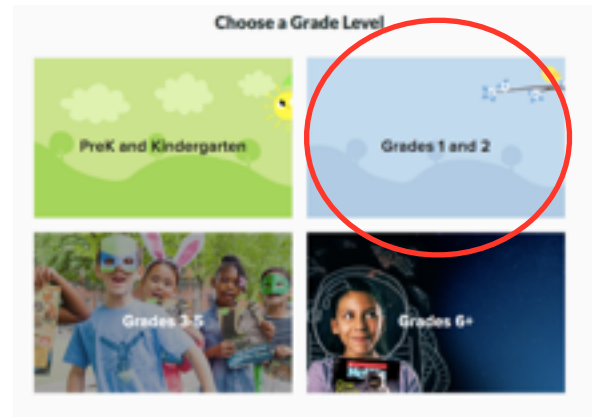 Choose a Grade Level
PreK and Kindergarten
Grades 1 and 2
Grades 3-5
Grades 6+